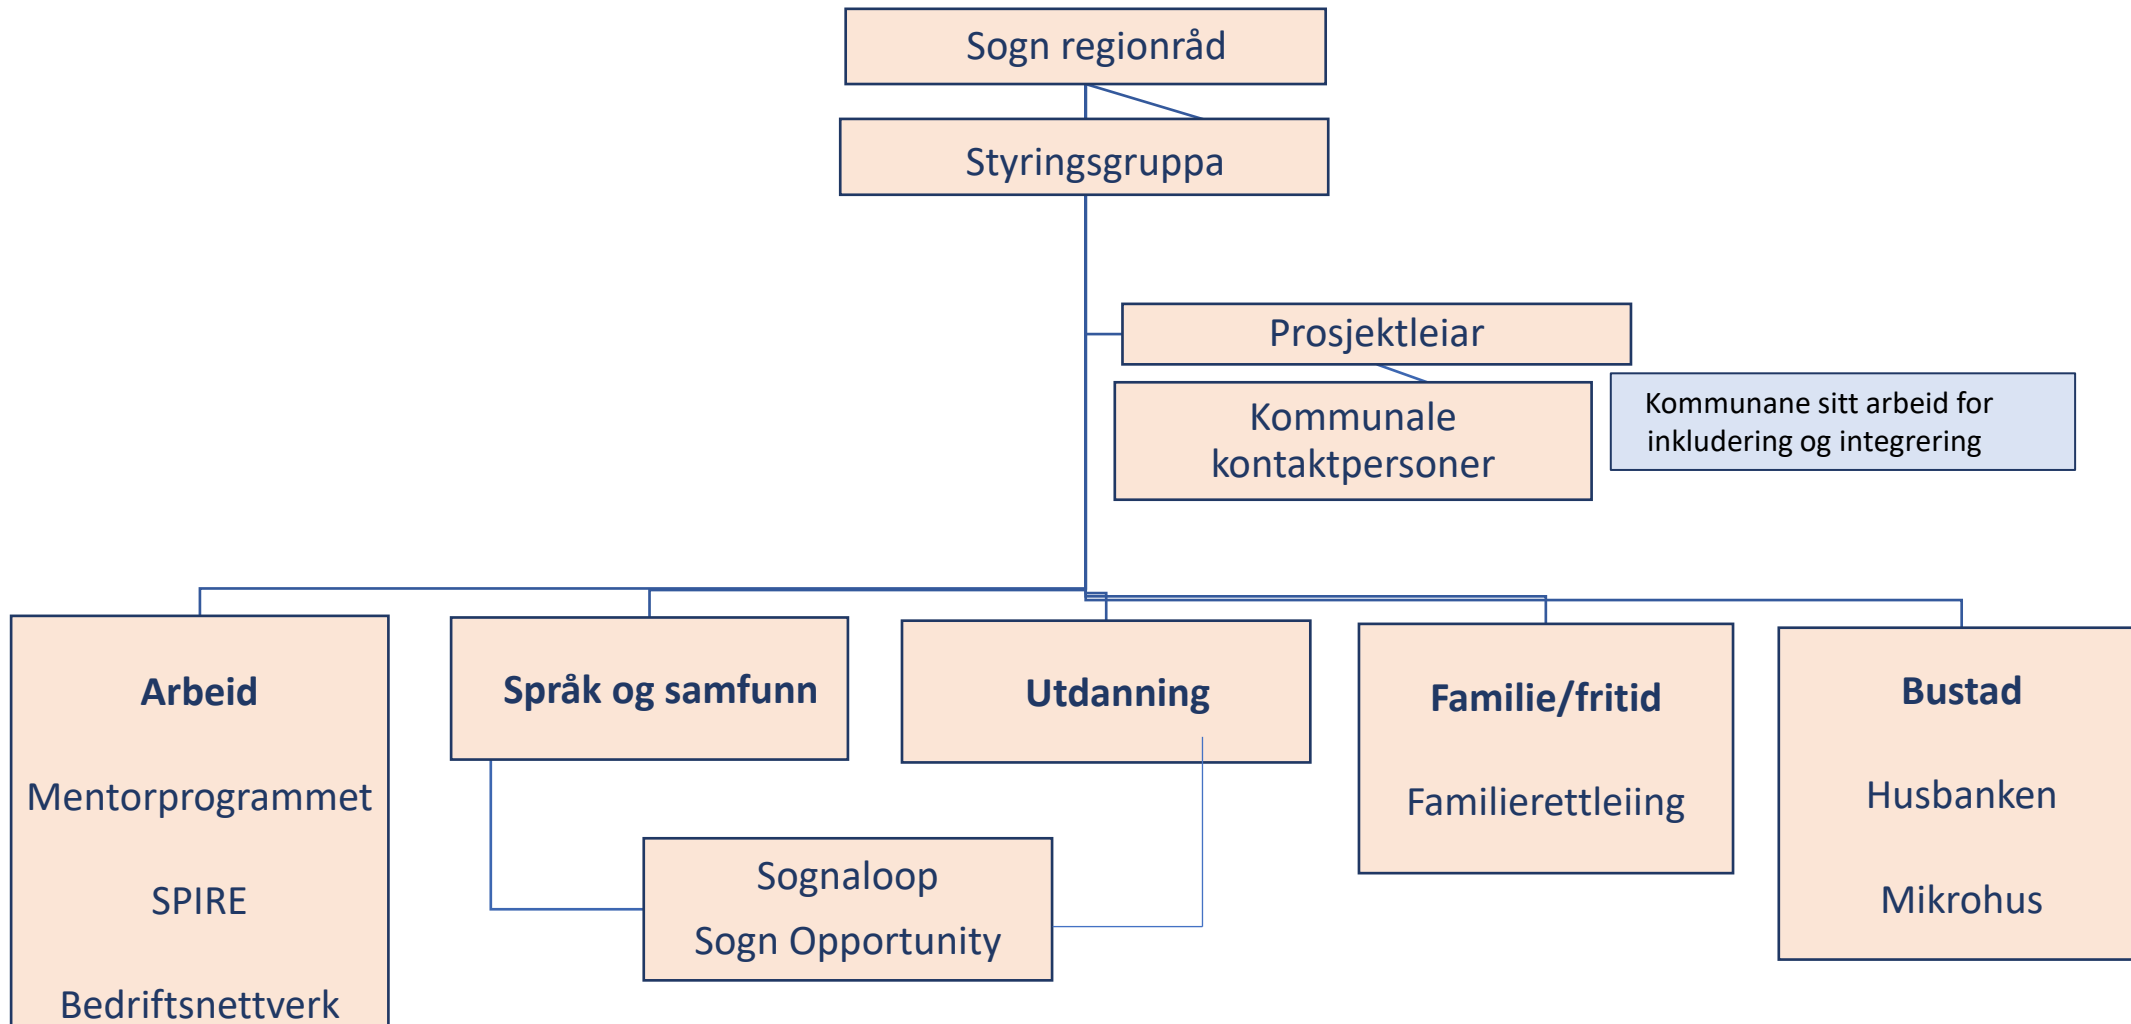 Sogn regionråd
Styringsgruppa
Prosjektleiar
Kommunale
kontaktpersoner
Kommunane sitt arbeid for
inkludering og integrering
Arbeid
Mentorprogrammet
SPIRE
Bedriftsnettverk
Språk og samfunn
Utdanning
Sognaloop
Sogn Opportunity
Familie/fritid
Familierettleiing
Bustad
Husbanken
Mikrohus